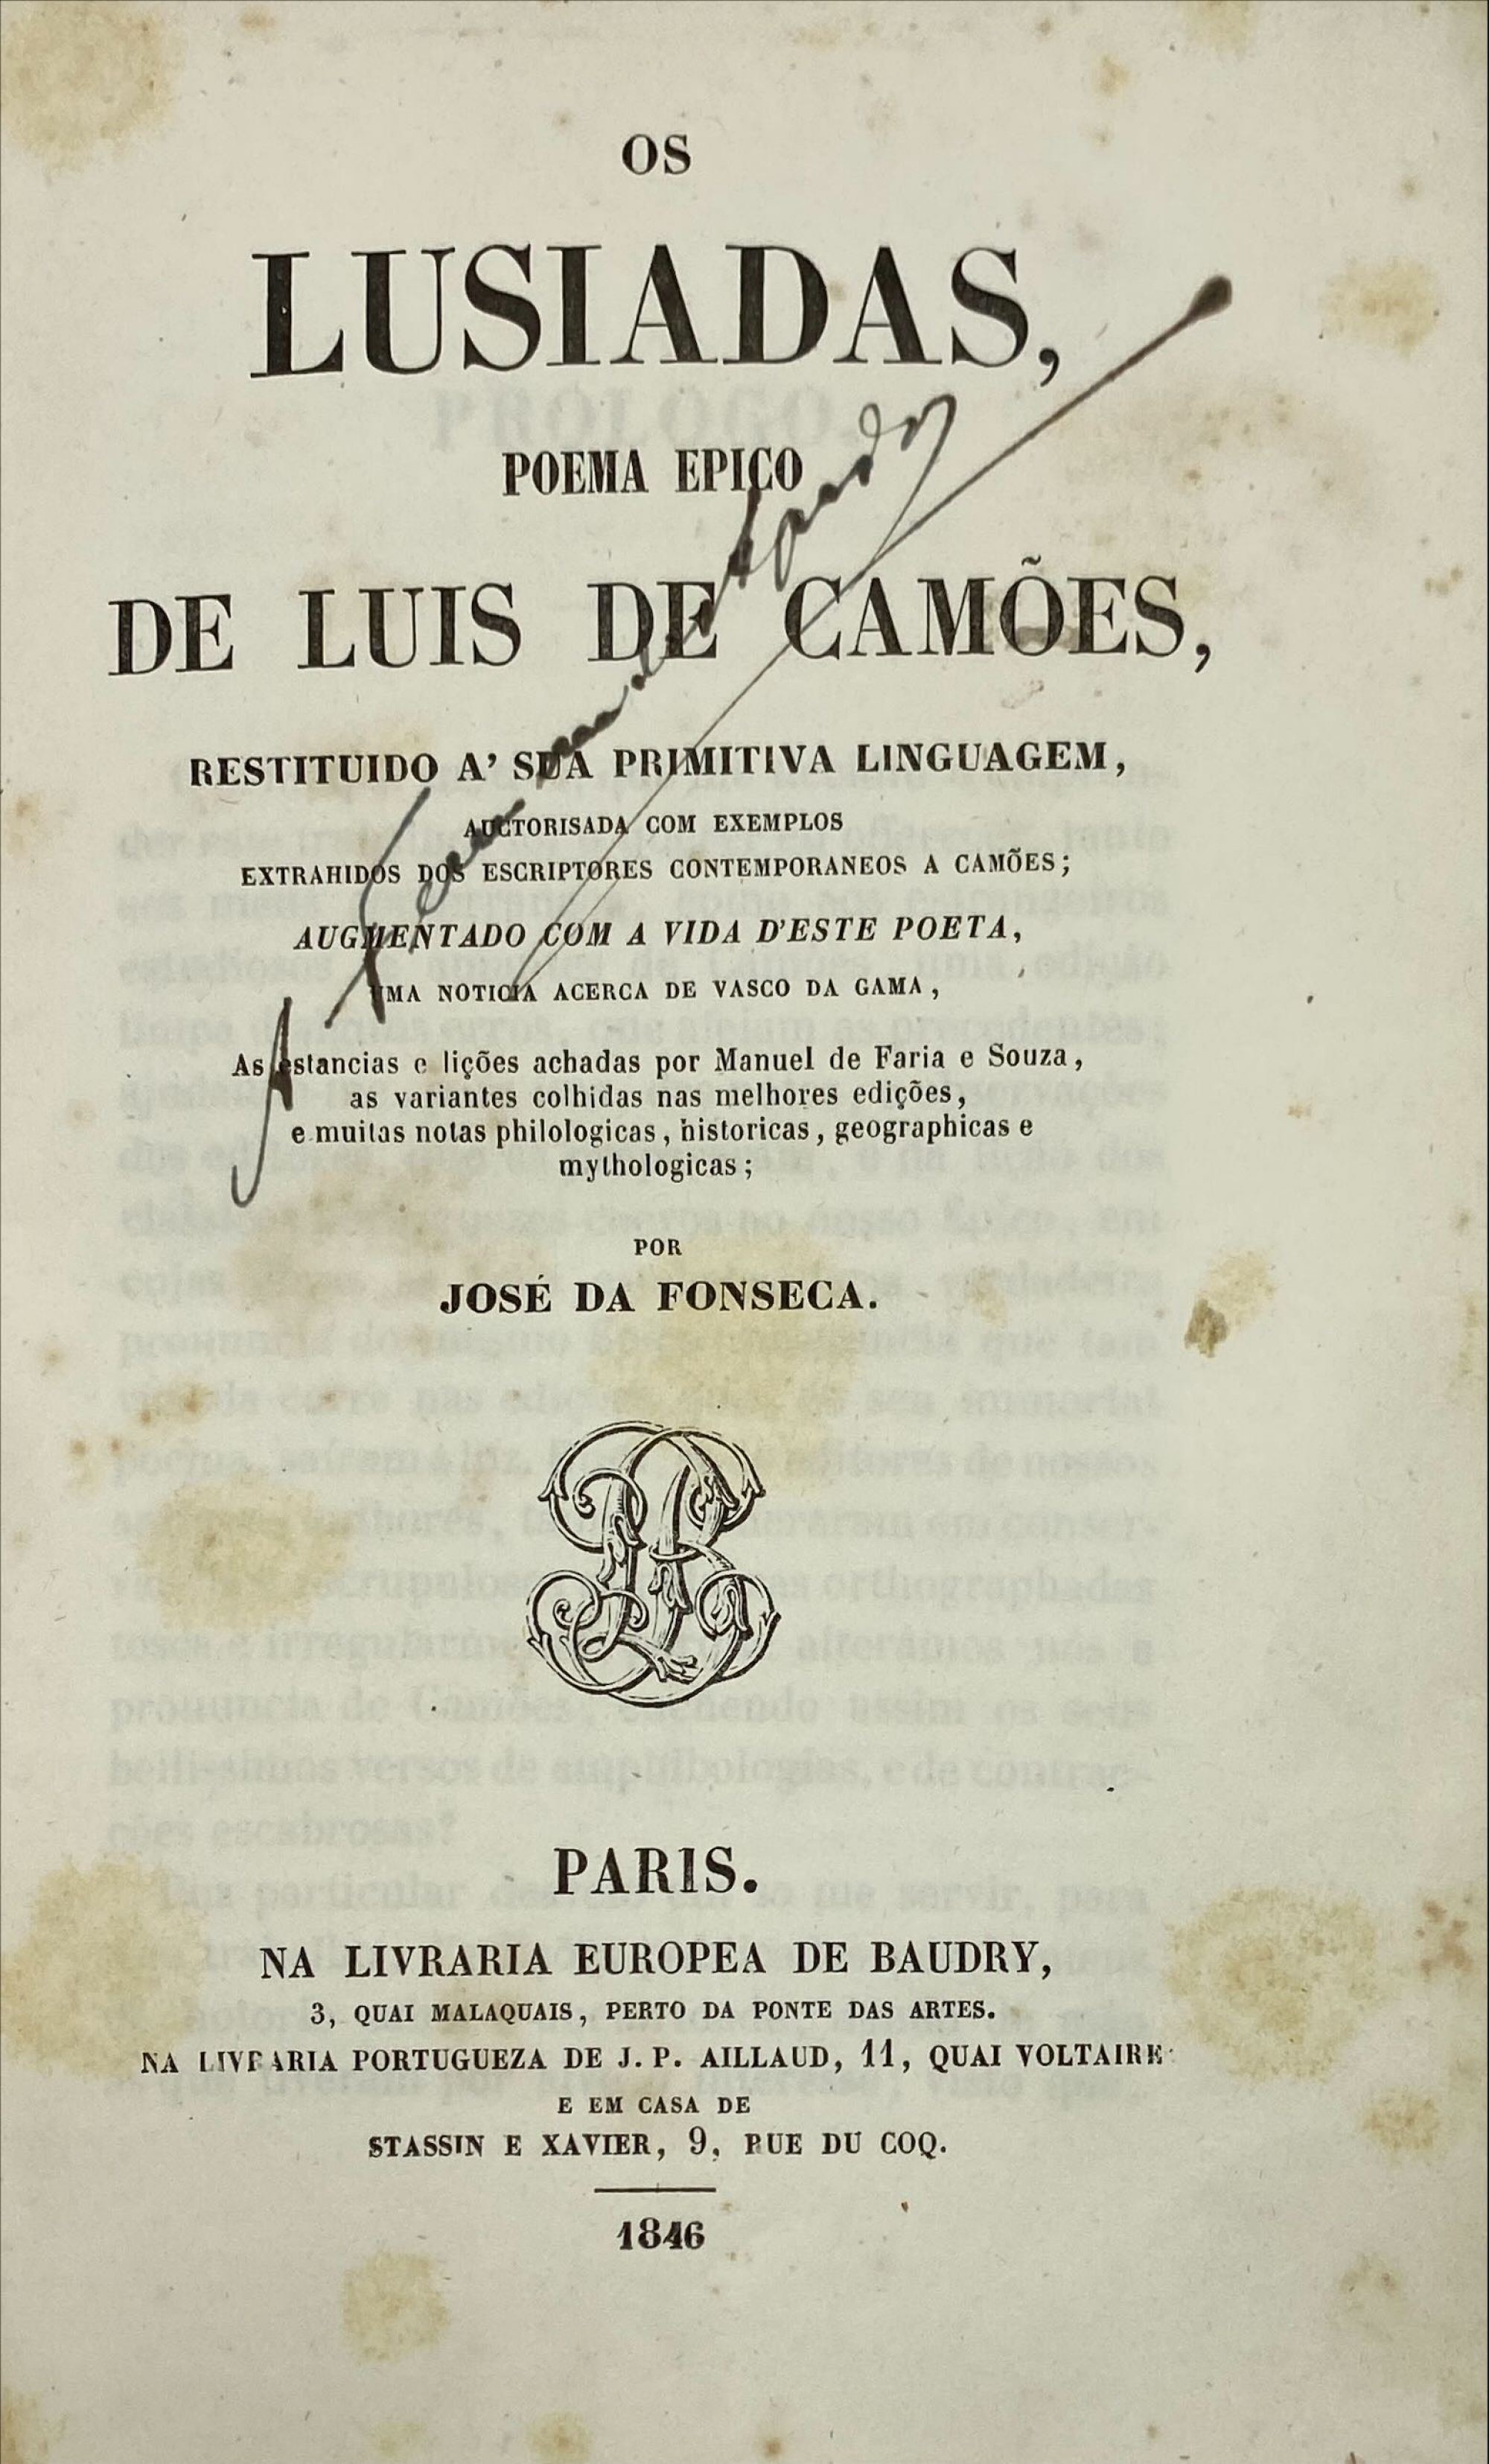 OS
LUSIADAS,
POEMA EPICO
DE LUIS DE CAMÕES,
RESTITUIDO A' SUA PRIMITIVA LINGUAGEM,
AUCTORISADA COM EXEMPLOS
EXTRAHIDOS DOS ESCRIPTORES CONTEMPORANEOS A CAMÕES;
AUGMENTADO COM A VIDA D'ESTE POETA,
UMA NOTICIA ACERCA DE VASCO DA GAMA,
As estancias e lições achadas por Manuel de Faria e Souza,
as variantes colhidas nas melhores edições,
e muitas notas philologicas, historicas, geographicas e
mythologicas;
POR
JOSÉ DA FONSECA.
PARIS.
NA LIVRARIA EUROPEA DE BAUDRY,
3, QUAI MALAQUAIS, PERTO DA PONTE DAS ARTES.
NA LIVRARIA PORTUGUEZA DE J. P. AILLAUD, 11, QUAI VOLTAIRE
E EM CASA DE
STASSIN E XAVIER, 9, RUE DU COQ.
1846